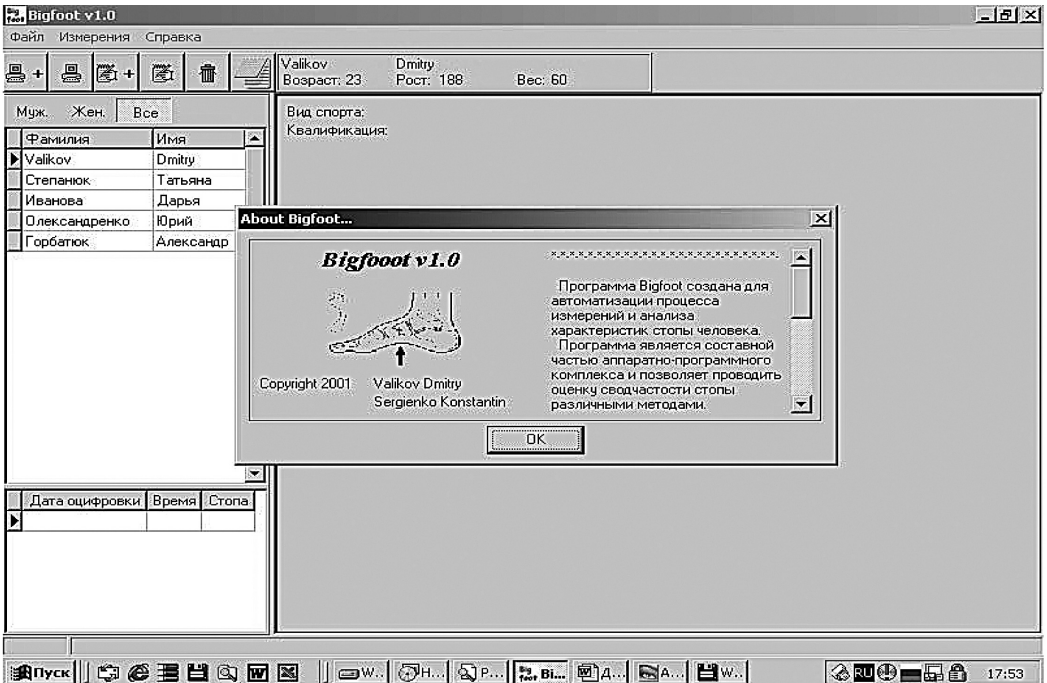 Bigfoot v1.0
Файл Измерения Справка
Valikov Dmitry
Возраст: 23 Рост: 188 Вес: 60
Муж. Жен. Все
Вид спорта:
Квалификация:
Фамилия Имя
Valikov Dmitry
Степанюк Татьяна
Иванова Дарья
Олександренко Юрий
Горбатюк Александр
About Bigfoot...
Bigfooot v1.0
Copyright 2001 Valikov Dmitry
Sergienko Konstantin
*.*.*.*.*.*.*.*.*.*.*.*.*.*.*.*.*.*.*.
Программа Bigfoot создана для
автоматизации процесса
измерений и анализа
характеристик стопы человека.
Программа является составной
частью аппаратно-программного
комплекса и позволяет проводить
оценку сводчастости стопы
различными методами.
OK
Дата оцифровки Время Стопа
Пуск W.. Н... Р... Bi... Д... А... W.. RU 17:53